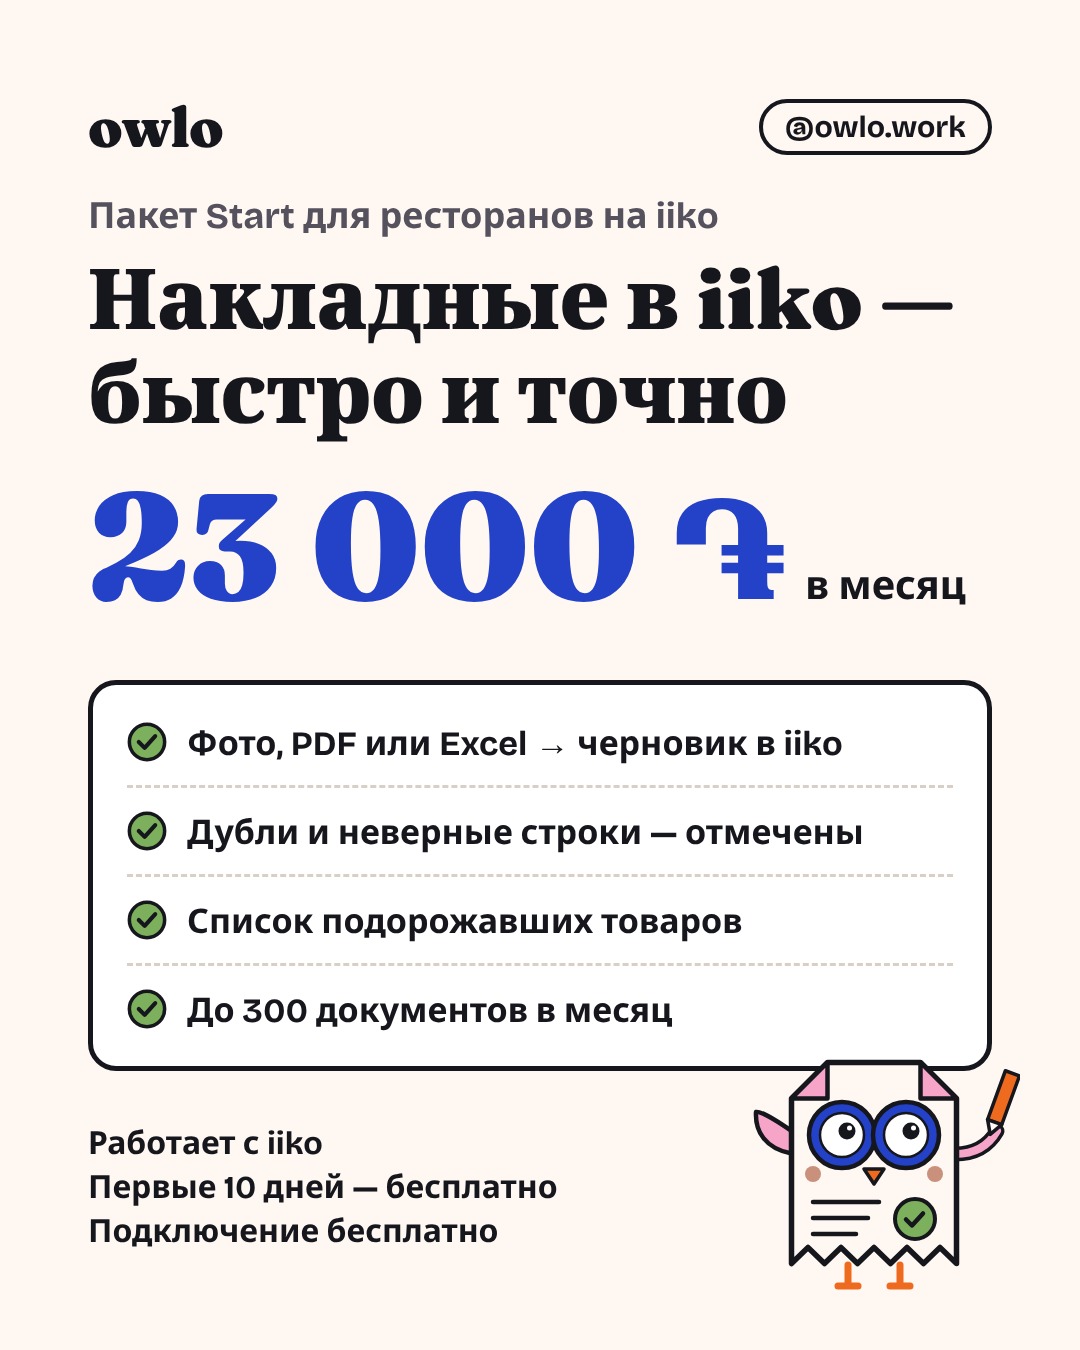 owlo
@owlo.work
Пакет Start для ресторанов на iiko
Накладные в iiko —
быстро и точно
23 000 ֏ в месяц
Фото, PDF или Excel → черновик в iiko
Дубли и неверные строки — отмечены
Список подорожавших товаров
До 300 документов в месяц
Работает с iiko
Первые 10 дней — бесплатно
Подключение бесплатно